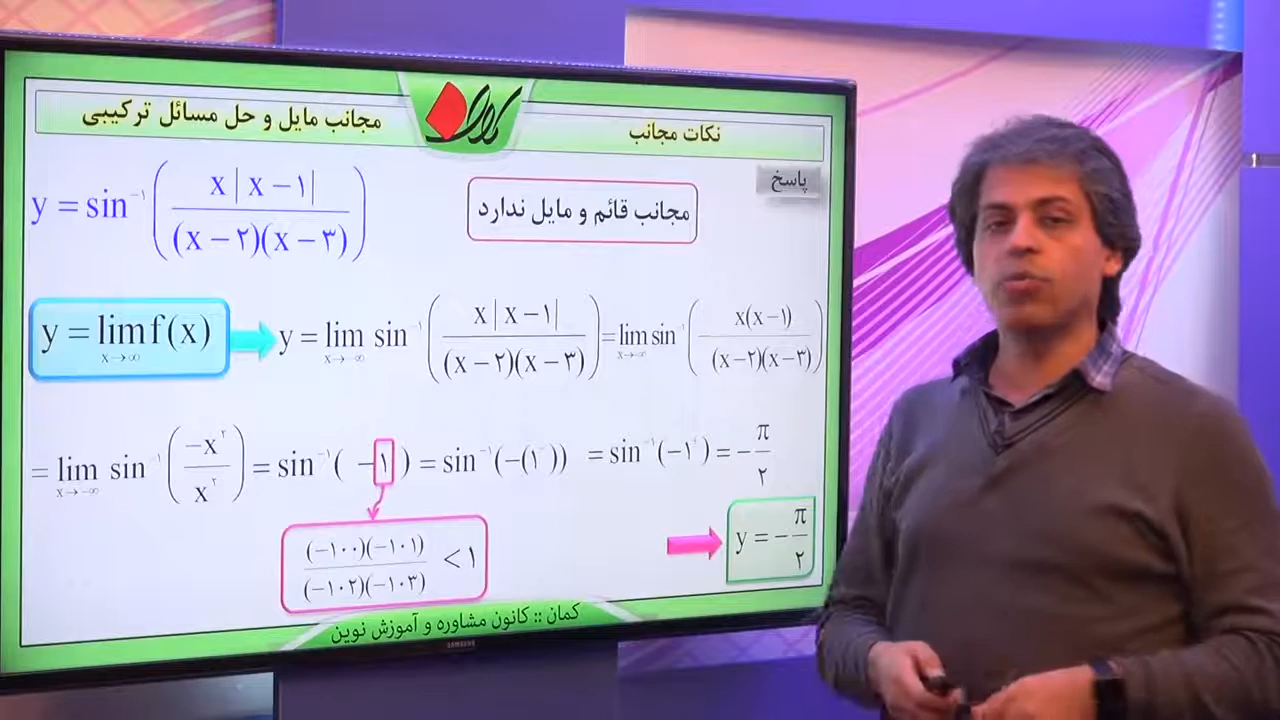 نکات مجانب
مجانب مایل و حل مسائل ترکیبی
پاسخ
y = sin⁻¹( x|x−۱| / (x−۲)(x−۳) )
مجانب قائم و مایل ندارد
y = lim f(x) x→∞
y = lim x→−∞ sin⁻¹( x|x−۱| / (x−۲)(x−۳) ) = lim x→−∞ sin⁻¹( x(x−۱) / (x−۲)(x−۳) )
= lim x→−∞ sin⁻¹( −x² / x² ) = sin⁻¹( −۱ ) = sin⁻¹(−(۱⁻)) = sin⁻¹(−۱⁺) = −π/۲
(−۱۰۰)(−۱۰۱) / (−۱۰۲)(−۱۰۳) < ۱
y = −π/۲
کمان :: کانون مشاوره و آموزش نوین
SAMSUNG